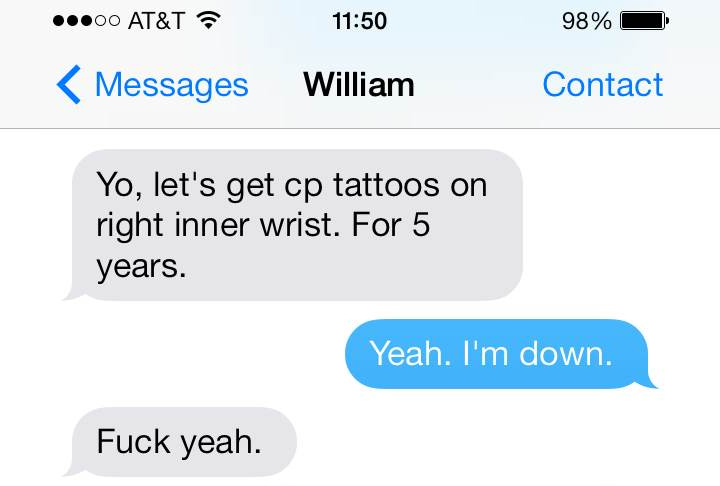 AT&T 11:50 98%
Messages William Contact
Yo, let's get cp tattoos on
right inner wrist. For 5
years.
Yeah. I'm down.
Fuck yeah.